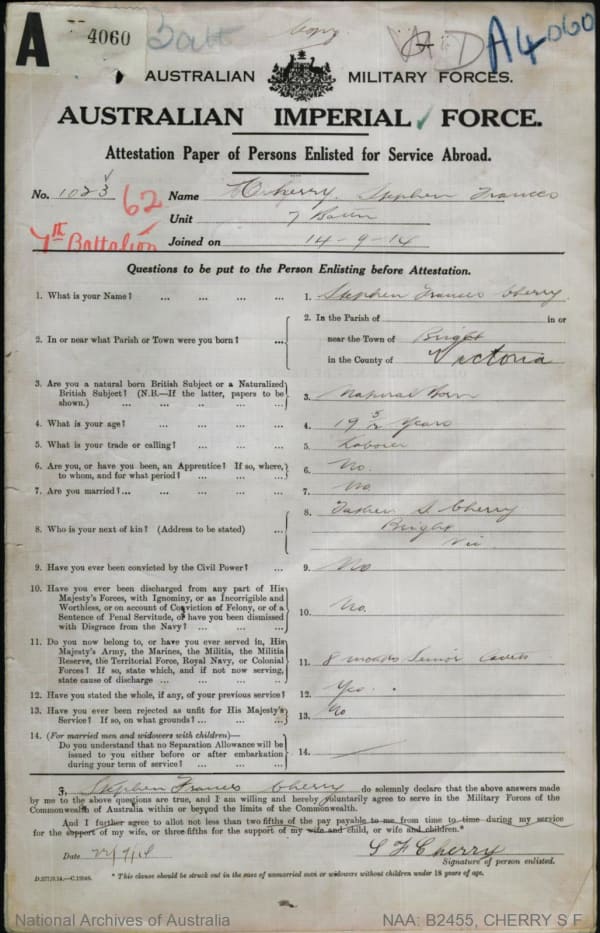 A
4060
Batt
Copy
A4060
AUSTRALIAN MILITARY FORCES.
AUSTRALIAN IMPERIAL FORCE.
Attestation Paper of Persons Enlisted for Service Abroad.
No. 1023 62 Name Cherry, Stephen Frances
Unit 7 Battn
7th Battalion Joined on 14-9-14
Questions to be put to the Person Enlisting before Attestation.
1. What is your Name? ... ... ... ... 1. Stephen Frances Cherry.
2. In or near what Parish or Town were you born? ... 2. In the Parish of in or
near the Town of Bright
in the County of Victoria
3. Are you a natural born British Subject or a Naturalized
British Subject? (N.B.—If the latter, papers to be
shown.) ... ... ... ... ... 3. Natural Born
4. What is your age? ... ... ... ... 4. 19 5/12 Years
5. What is your trade or calling? ... ... ... 5. Laborer
6. Are you, or have you been, an Apprentice? If so, where,
to whom, and for what period? ... ... ... 6. No.
7. Are you married?... ... ... ... ... 7. No.
8. Who is your next of kin? (Address to be stated) ... 8. Father S Cherry
Bright
Vic.
9. Have you ever been convicted by the Civil Power? ... 9. No
10. Have you ever been discharged from any part of His
Majesty's Forces, with Ignominy, or as Incorrigible and
Worthless, or on account of Conviction of Felony, or of a
Sentence of Penal Servitude, or have you been dismissed
with Disgrace from the Navy? ... ... ... 10. No.
11. Do you now belong to, or have you ever served in, His
Majesty's Army, the Marines, the Militia, the Militia
Reserve, the Territorial Force, Royal Navy, or Colonial
Forces? If so, state which, and if not now serving,
state cause of discharge ... ... ... ... 11. 8 months Senior Cadets
12. Have you stated the whole, if any, of your previous service? 12. Yes.
13. Have you ever been rejected as unfit for His Majesty's
Service? If so, on what grounds? ... ... ... 13. No
14. (For married men and widowers with children)—
Do you understand that no Separation Allowance will be
issued to you either before or after embarkation
during your term of service? ... ... ... 14.
I, Stephen Frances Cherry do solemnly declare that the above answers made
by me to the above questions are true, and I am willing and hereby voluntarily agree to serve in the Military Forces of the
Commonwealth of Australia within or beyond the limits of the Commonwealth.
And I further agree to allot not less than two fifths of the pay payable to me from time to time during my service
for the support of my wife, or three-fifths for the support of my wife and child, or wife and children.*
Date S F Cherry
Signature of person enlisted.
* This clause should be struck out in the case of unmarried men or widowers without children under 18 years of age.
National Archives of Australia NAA: B2455, CHERRY S F